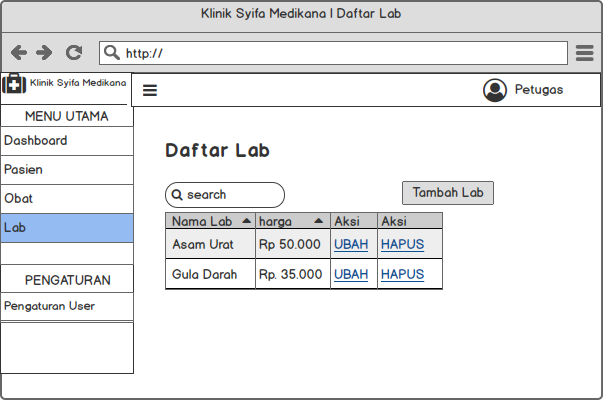 Klinik Syifa Medikana | Daftar Lab
http://
Klinik Syifa Medikana
Petugas
MENU UTAMA
Dashboard
Pasien
Obat
Lab
PENGATURAN
Pengaturan User
Daftar Lab
search
Tambah Lab
Nama Lab harga Aksi Aksi
Asam Urat Rp 50.000 UBAH HAPUS
Gula Darah Rp. 35.000 UBAH HAPUS